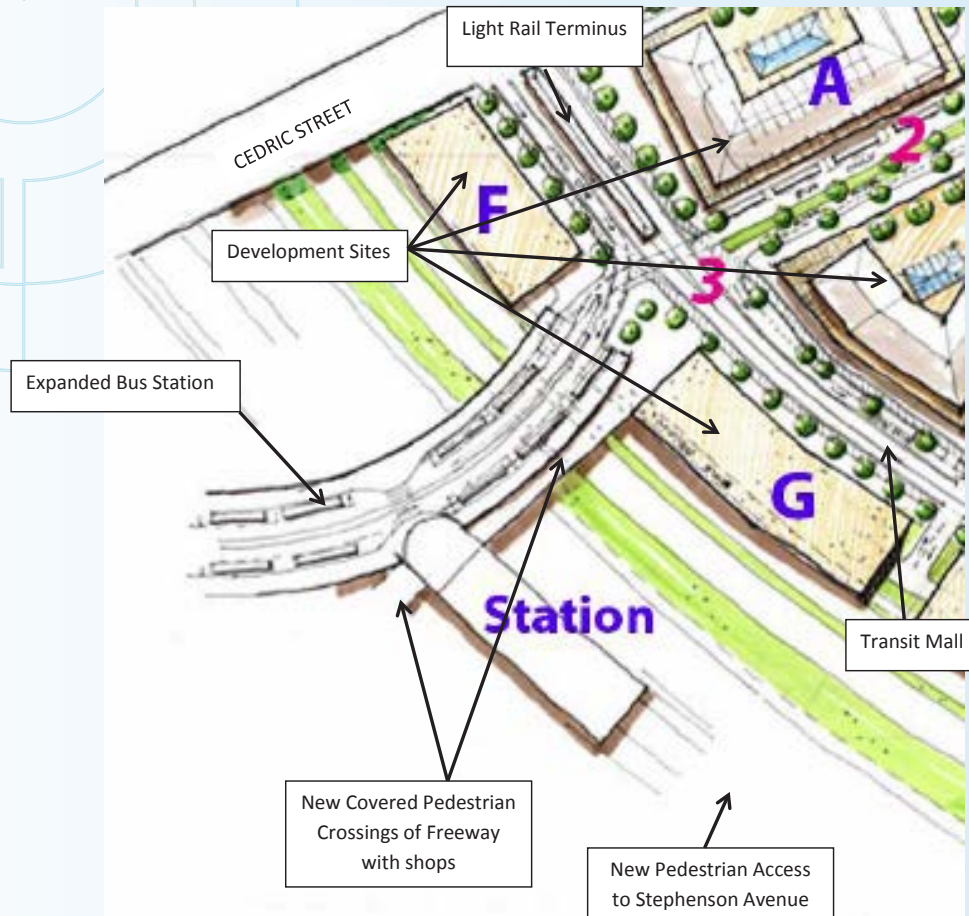 Light Rail Terminus
A
2
CEDRIC STREET
F
Development Sites
3
Expanded Bus Station
G
Station
Transit Mall
New Covered Pedestrian
Crossings of Freeway
with shops
New Pedestrian Access
to Stephenson Avenue